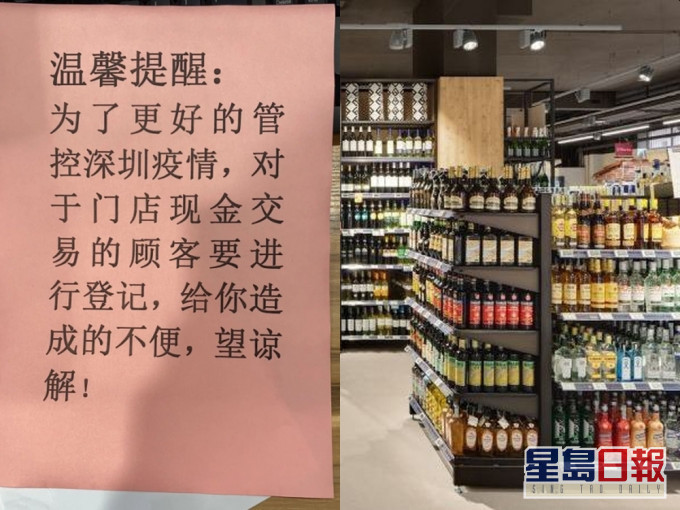 温馨提醒：
为了更好的管
控深圳疫情，对
于门店现金交
易的顾客要进
行登记，给你造
成的不便，望谅
解！
星島日報
SING TAO DAILY